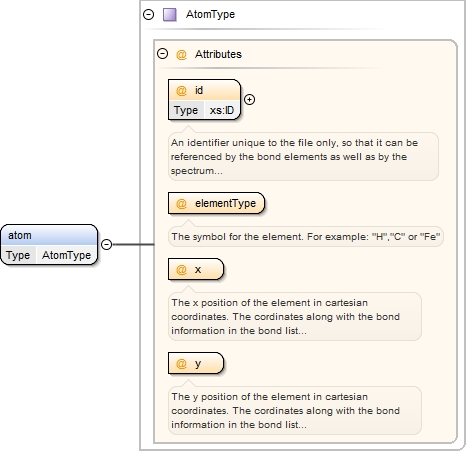 AtomType
@ Attributes
@ id
Type xs:ID
An identifier unique to the file only, so that it can be
referenced by the bond elements as well as by the
spectrum...
@ elementType
The symbol for the element. For example: "H","C" or "Fe"
atom
Type AtomType
@ x
The x position of the element in cartesian
coordinates. The cordinates along with the bond
information in the bond list...
@ y
The y position of the element in cartesian
coordinates. The cordinates along with the bond
information in the bond list...